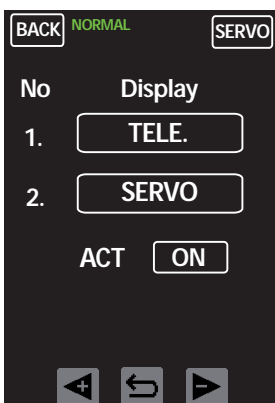 BACK NORMAL SERVO
No Display
1. TELE.
2. SERVO
ACT ON